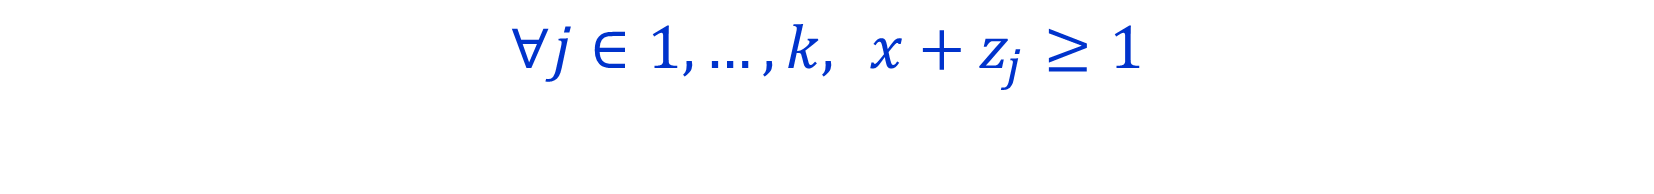 ∀j ∈ 1, … , k, x + z_j ≥ 1